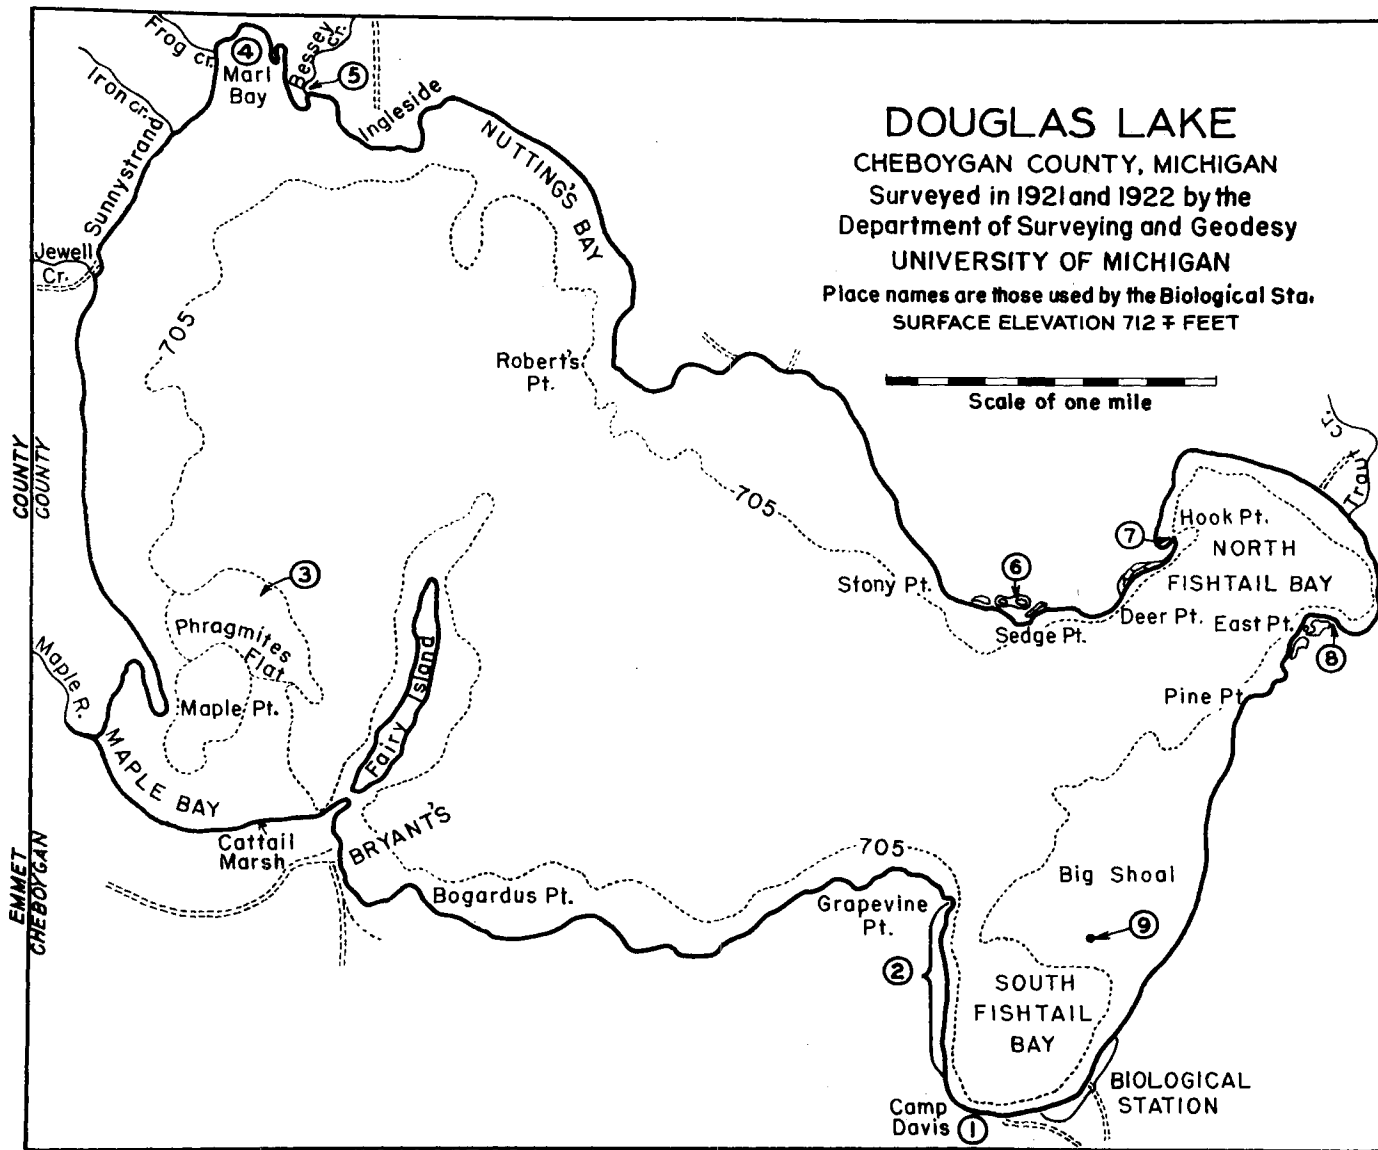 DOUGLAS LAKE
CHEBOYGAN COUNTY, MICHIGAN
Surveyed in 1921 and 1922 by the
Department of Surveying and Geodesy
UNIVERSITY OF MICHIGAN
Place names are those used by the Biological Sta.
SURFACE ELEVATION 712 ∓ FEET
Scale of one mile
Frog Cr.
4
Marl
Bay
Bessey Cr.
5
Iron cr.
Ingleside
Sunnystrand
NUTTING'S BAY
Jewell
Cr.
705
Robert's
Pt.
COUNTY
COUNTY
705
Trout Cr.
Hook Pt.
7
NORTH
FISHTAIL BAY
6
Stony Pt.
Sedge Pt.
Deer Pt.
East Pt.
8
Pine Pt
3
Phragmites
Flat
Maple R.
Maple Pt.
Fairy Island
MAPLE BAY
Cattail
Marsh
BRYANT'S
705
Bogardus Pt.
Grapevine
Pt.
Big Shoal
9
2
SOUTH
FISHTAIL
BAY
EMMET
CHEBOYGAN
BIOLOGICAL
STATION
Camp
Davis
1